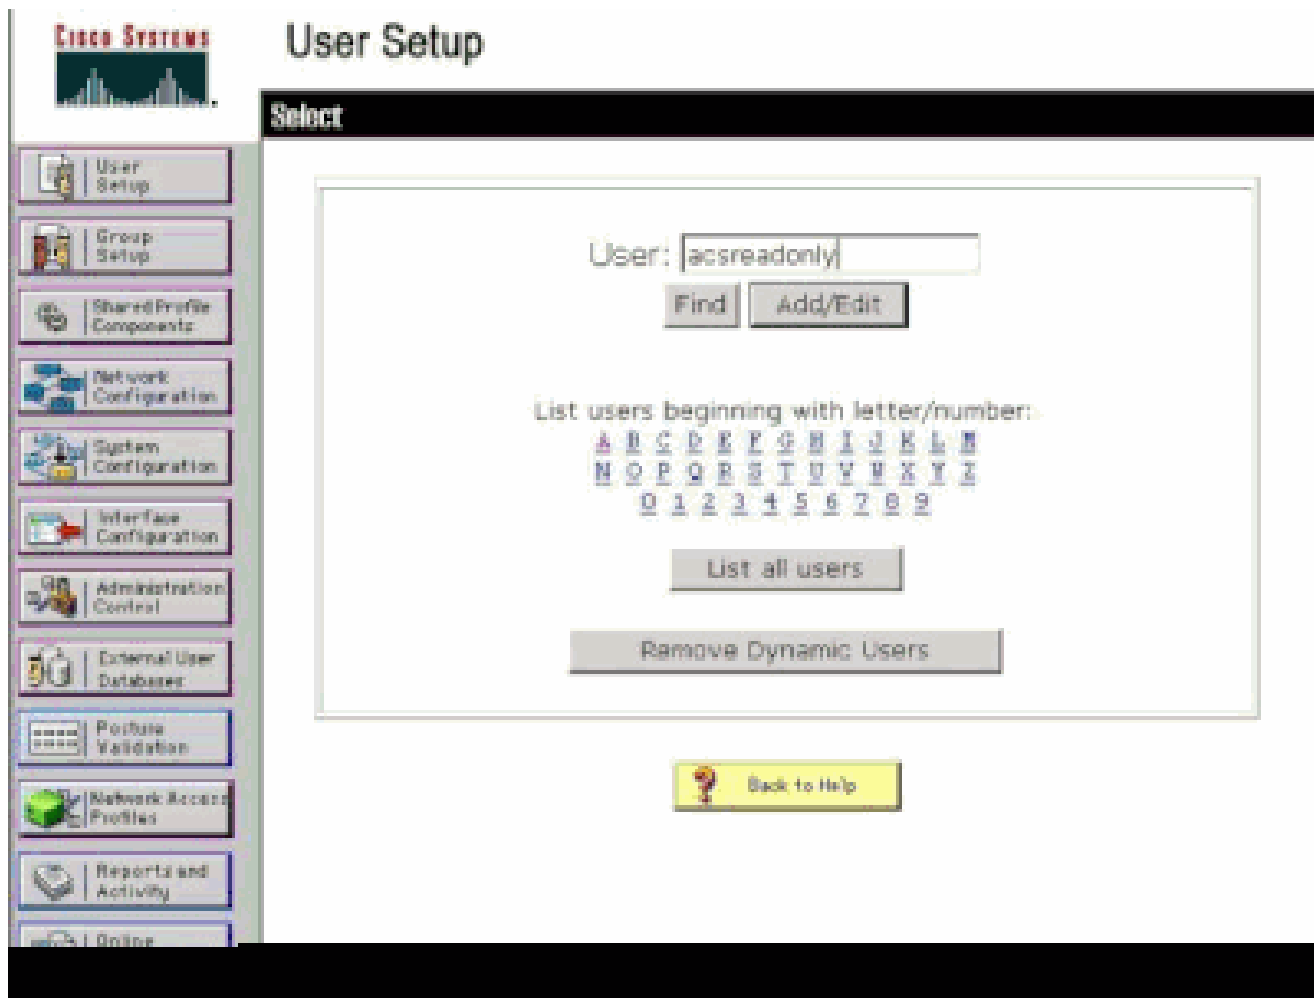 CISCO SYSTEMS
User Setup
Select
User
Setup
Group
Setup
Shared Profile
Components
Network
Configuration
System
Configuration
Interface
Configuration
Administration
Control
External User
Databases
Posture
Validation
Network Access
Profiles
Reports and
Activity
Online
User: acsreadonly
Find Add/Edit
List users beginning with letter/number:
A B C D E F G H I J K L M
N O P Q R S T U V W X Y Z
0 1 2 3 4 5 6 7 8 9
List all users
Remove Dynamic Users
? Back to Help